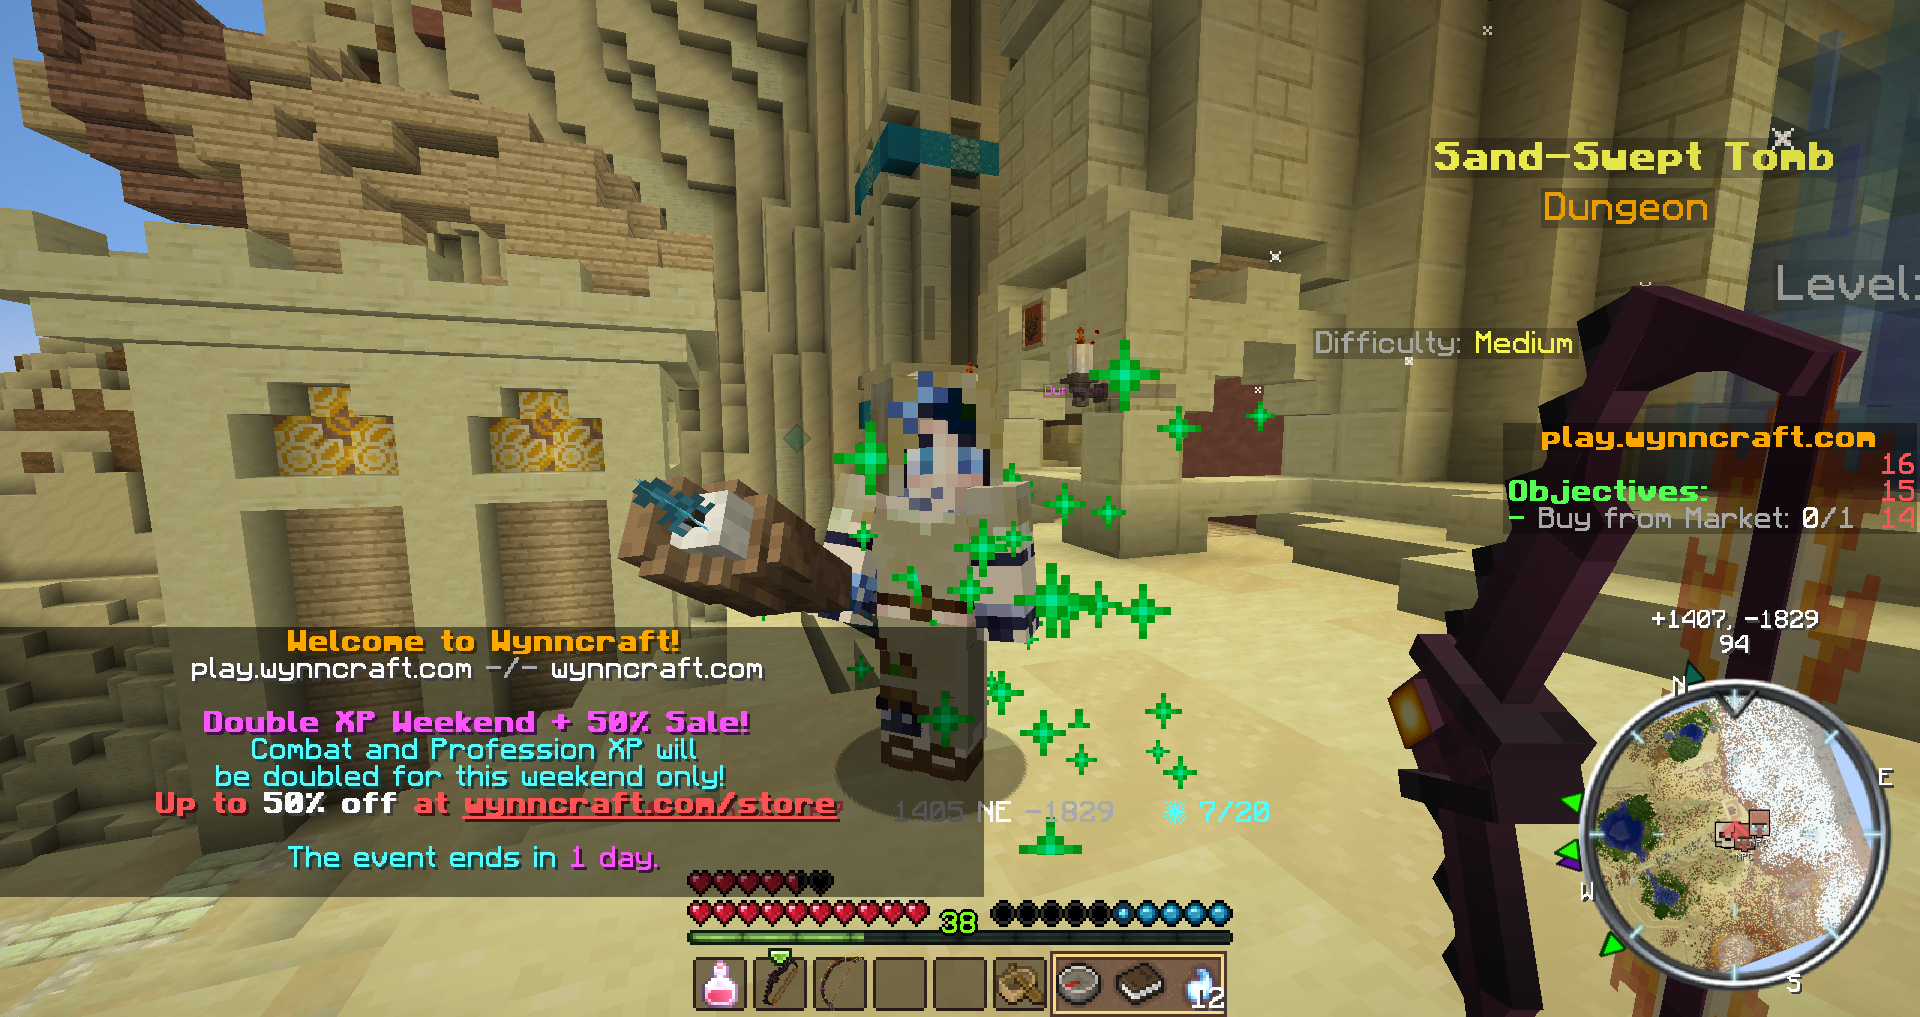 Sand-Swept Tomb
Dungeon
Level:
Difficulty: Medium
play.wynncraft.com
16
Objectives:
15
- Buy from Market: 0/1
14
+1407, -1829
94
N
E
W
S
Welcome to Wynncraft!
play.wynncraft.com -/- wynncraft.com
Double XP Weekend + 50% Sale!
Combat and Profession XP will
be doubled for this weekend only!
Up to 50% off at wynncraft.com/store
The event ends in 1 day.
1405 NE -1829
7/20
38
12